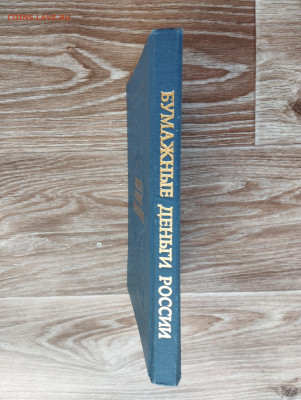 БУМАЖНЫЕ ДЕНЬГИ РОССИИ